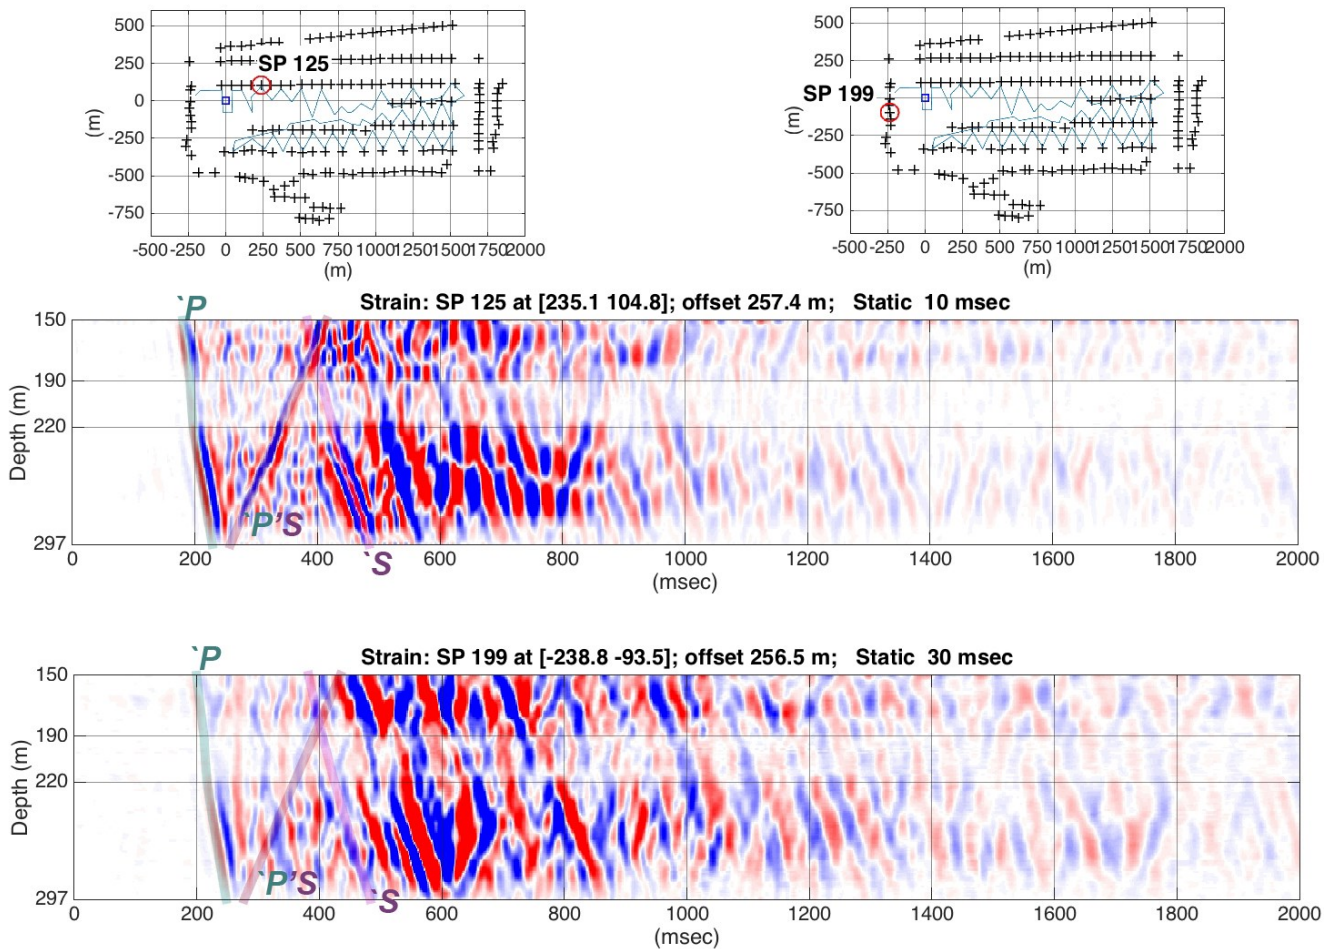 500
250
0
-250
-500
-750
(m)
SP 125
-500 -250 0 250 500 750 1000 1250 1500 1750 2000
(m)
500
250
0
-250
-500
-750
(m)
SP 199
-500 -250 0 250 500 750 1000 1250 1500 1750 2000
(m)
`P
Strain: SP 125 at [235.1 104.8]; offset 257.4 m; Static 10 msec
150
190
220
297
Depth (m)
`P'S
`S
0 200 400 600 800 1000 1200 1400 1600 1800 2000
(msec)
`P
Strain: SP 199 at [-238.8 -93.5]; offset 256.5 m; Static 30 msec
150
190
220
297
Depth (m)
`P'S
`S
0 200 400 600 800 1000 1200 1400 1600 1800 2000
(msec)